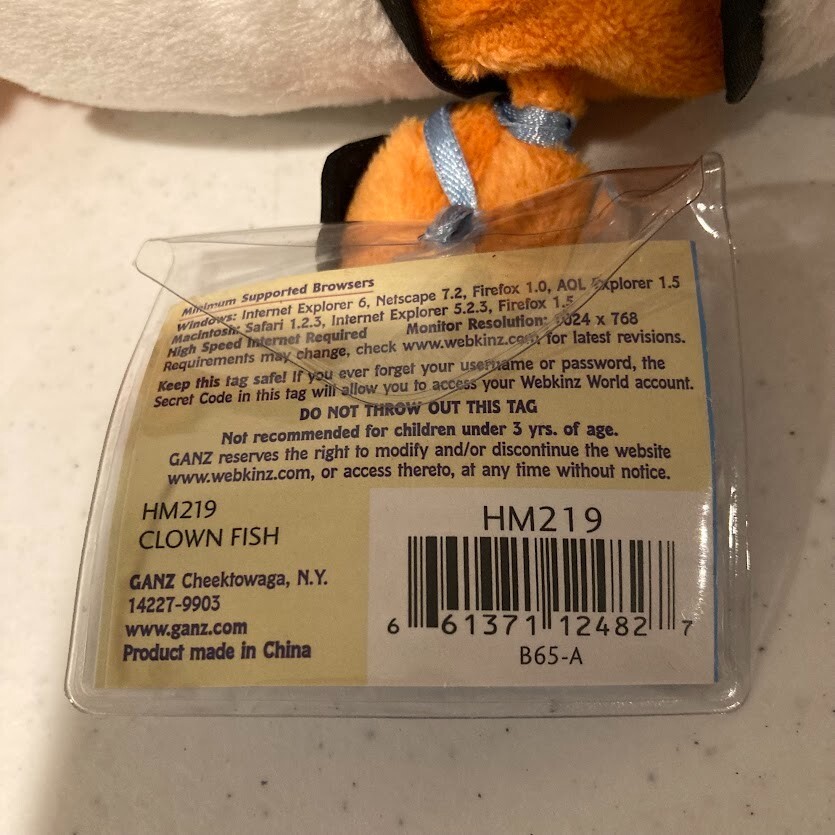 Minimum Supported Browsers
Windows: Internet Explorer 6, Netscape 7.2, Firefox 1.0, AOL Explorer 1.5
Macintosh: Safari 1.2.3, Internet Explorer 5.2.3, Firefox 1.5
High Speed Internet Required Monitor Resolution: 1024 x 768
Requirements may change, check www.webkinz.com for latest revisions.
Keep this tag safe! If you ever forget your username or password, the
Secret Code in this tag will allow you to access your Webkinz World account.
DO NOT THROW OUT THIS TAG
Not recommended for children under 3 yrs. of age.
GANZ reserves the right to modify and/or discontinue the website
www.webkinz.com, or access thereto, at any time without notice.
HM219
CLOWN FISH
GANZ Cheektowaga, N.Y.
14227-9903
www.ganz.com
Product made in China
HM219
6 61371 12482 7
B65-A